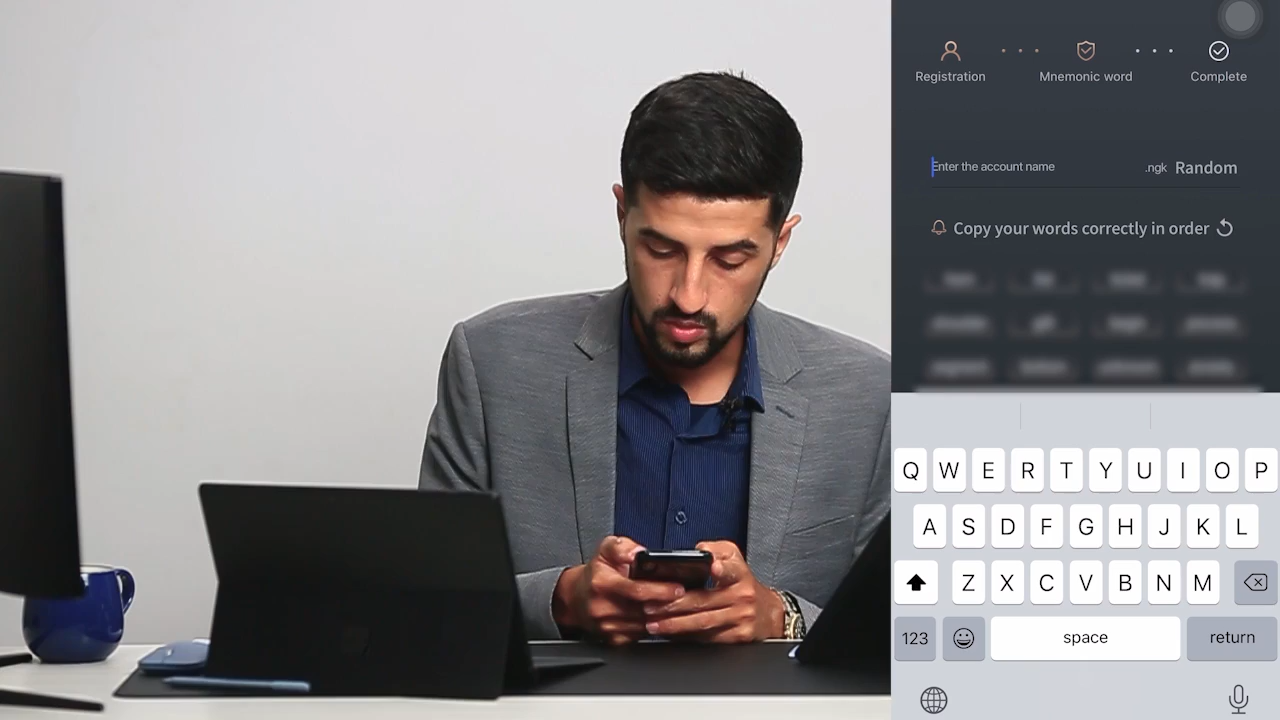 Registration
Mnemonic word
Complete
Enter the account name
.ngk Random
Copy your words correctly in order
Q W E R T Y U I O P
A S D F G H J K L
Z X C V B N M
123
space
return